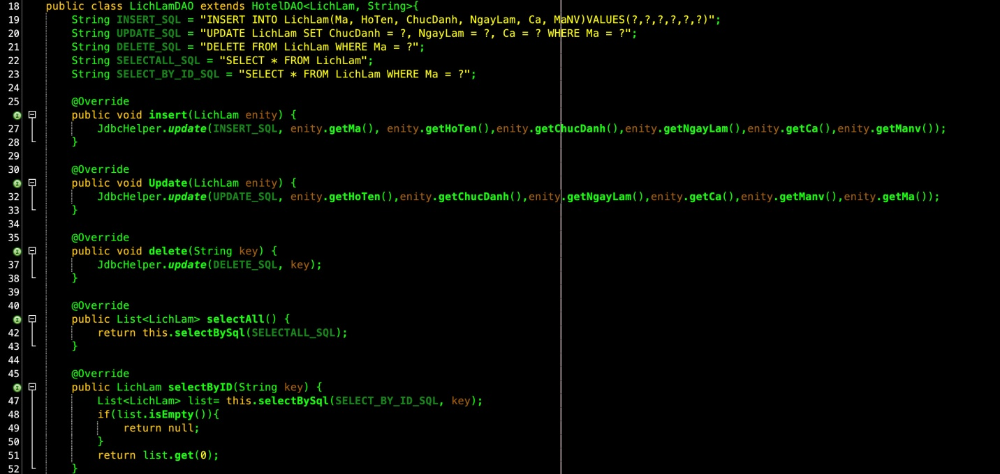 18 public class LichLamDAO extends HotelDAO<LichLam, String>{
19 String INSERT_SQL = "INSERT INTO LichLam(Ma, HoTen, ChucDanh, NgayLam, Ca, MaNV)VALUES(?,?,?,?,?,?)";
20 String UPDATE_SQL = "UPDATE LichLam SET ChucDanh = ?, NgayLam = ?, Ca = ? WHERE Ma = ?";
21 String DELETE_SQL = "DELETE FROM LichLam WHERE Ma = ?";
22 String SELECTALL_SQL = "SELECT * FROM LichLam";
23 String SELECT_BY_ID_SQL = "SELECT * FROM LichLam WHERE Ma = ?";
24
25 @Override
public void insert(LichLam enity) {
27 JdbcHelper.update(INSERT_SQL, enity.getMa(), enity.getHoTen(),enity.getChucDanh(),enity.getNgayLam(),enity.getCa(),enity.getManv());
28 }
29
30 @Override
public void Update(LichLam enity) {
32 JdbcHelper.update(UPDATE_SQL, enity.getHoTen(),enity.getChucDanh(),enity.getNgayLam(),enity.getCa(),enity.getManv(),enity.getMa());
33 }
34
35 @Override
public void delete(String key) {
37 JdbcHelper.update(DELETE_SQL, key);
38 }
39
40 @Override
public List<LichLam> selectAll() {
42 return this.selectBySql(SELECTALL_SQL);
43 }
44
45 @Override
public LichLam selectByID(String key) {
47 List<LichLam> list= this.selectBySql(SELECT_BY_ID_SQL, key);
48 if(list.isEmpty()){
49 return null;
50 }
51 return list.get(0);
52 }